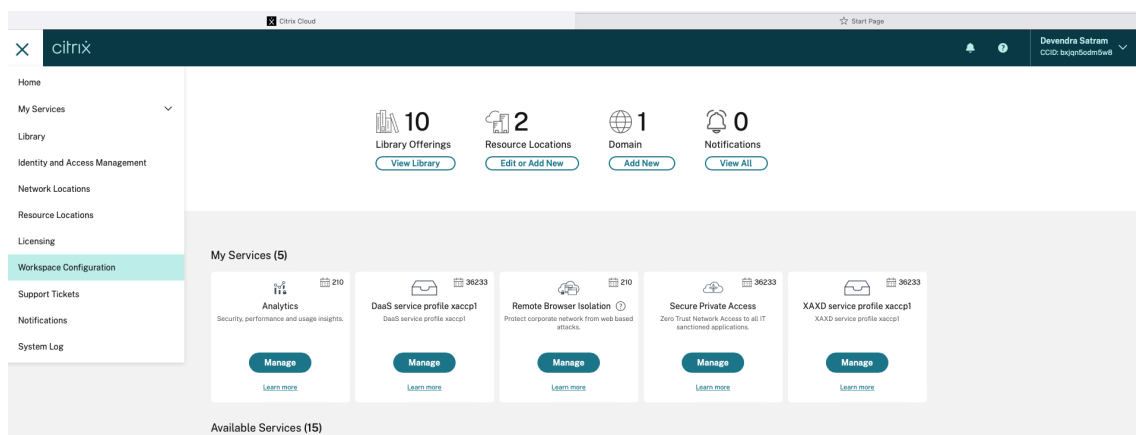 Citrix Cloud
Start Page
citrix
Devendra Satram
CCID: bxjqn5odm5w8
Home
My Services
Library
Identity and Access Management
Network Locations
Resource Locations
Licensing
Workspace Configuration
Support Tickets
Notifications
System Log
10
Library Offerings
View Library
2
Resource Locations
Edit or Add New
1
Domain
Add New
0
Notifications
View All
My Services (5)
210
Analytics
Security, performance and usage insights.
Manage
Learn more
36233
DaaS service profile xaccp1
DaaS service profile xaccp1
Manage
Learn more
210
Remote Browser Isolation ?
Protect corporate network from web based
attacks.
Manage
Learn more
36233
Secure Private Access
Zero Trust Network Access to all IT
sanctioned applications.
Manage
Learn more
36233
XAXD service profile xaccp1
XAXD service profile xaccp1
Manage
Learn more
Available Services (15)